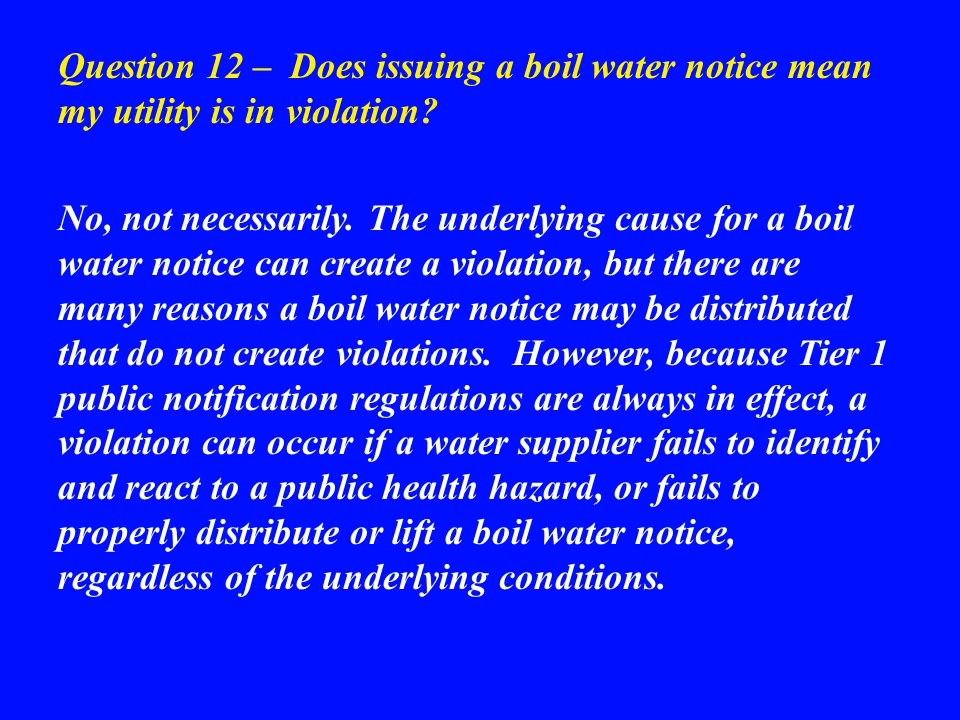 Question 12 – Does issuing a boil water notice mean
my utility is in violation?
No, not necessarily. The underlying cause for a boil
water notice can create a violation, but there are
many reasons a boil water notice may be distributed
that do not create violations. However, because Tier 1
public notification regulations are always in effect, a
violation can occur if a water supplier fails to identify
and react to a public health hazard, or fails to
properly distribute or lift a boil water notice,
regardless of the underlying conditions.